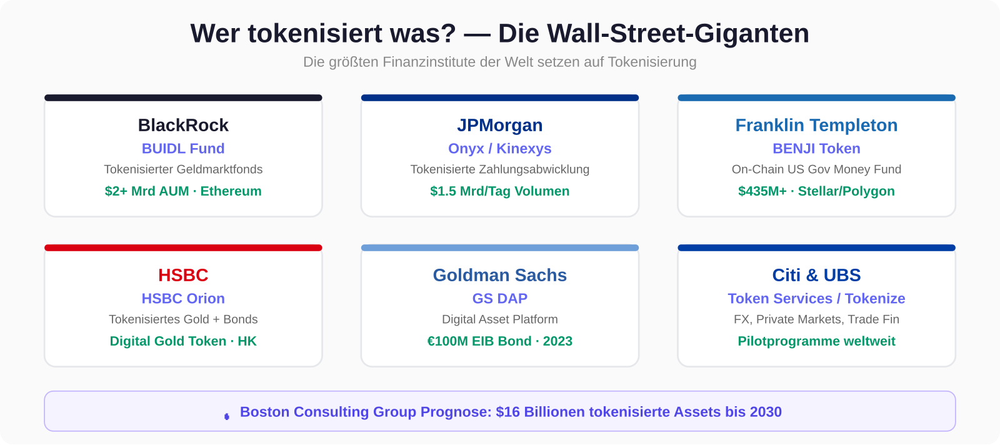 Wer tokenisiert was? — Die Wall-Street-Giganten
Die größten Finanzinstitute der Welt setzen auf Tokenisierung
BlackRock
BUIDL Fund
Tokenisierter Geldmarktfonds
$2+ Mrd AUM · Ethereum
JPMorgan
Onyx / Kinexys
Tokenisierte Zahlungsabwicklung
$1.5 Mrd/Tag Volumen
Franklin Templeton
BENJI Token
On-Chain US Gov Money Fund
$435M+ · Stellar/Polygon
HSBC
HSBC Orion
Tokenisiertes Gold + Bonds
Digital Gold Token · HK
Goldman Sachs
GS DAP
Digital Asset Platform
€100M EIB Bond · 2023
Citi & UBS
Token Services / Tokenize
FX, Private Markets, Trade Fin
Pilotprogramme weltweit
Boston Consulting Group Prognose: $16 Billionen tokenisierte Assets bis 2030